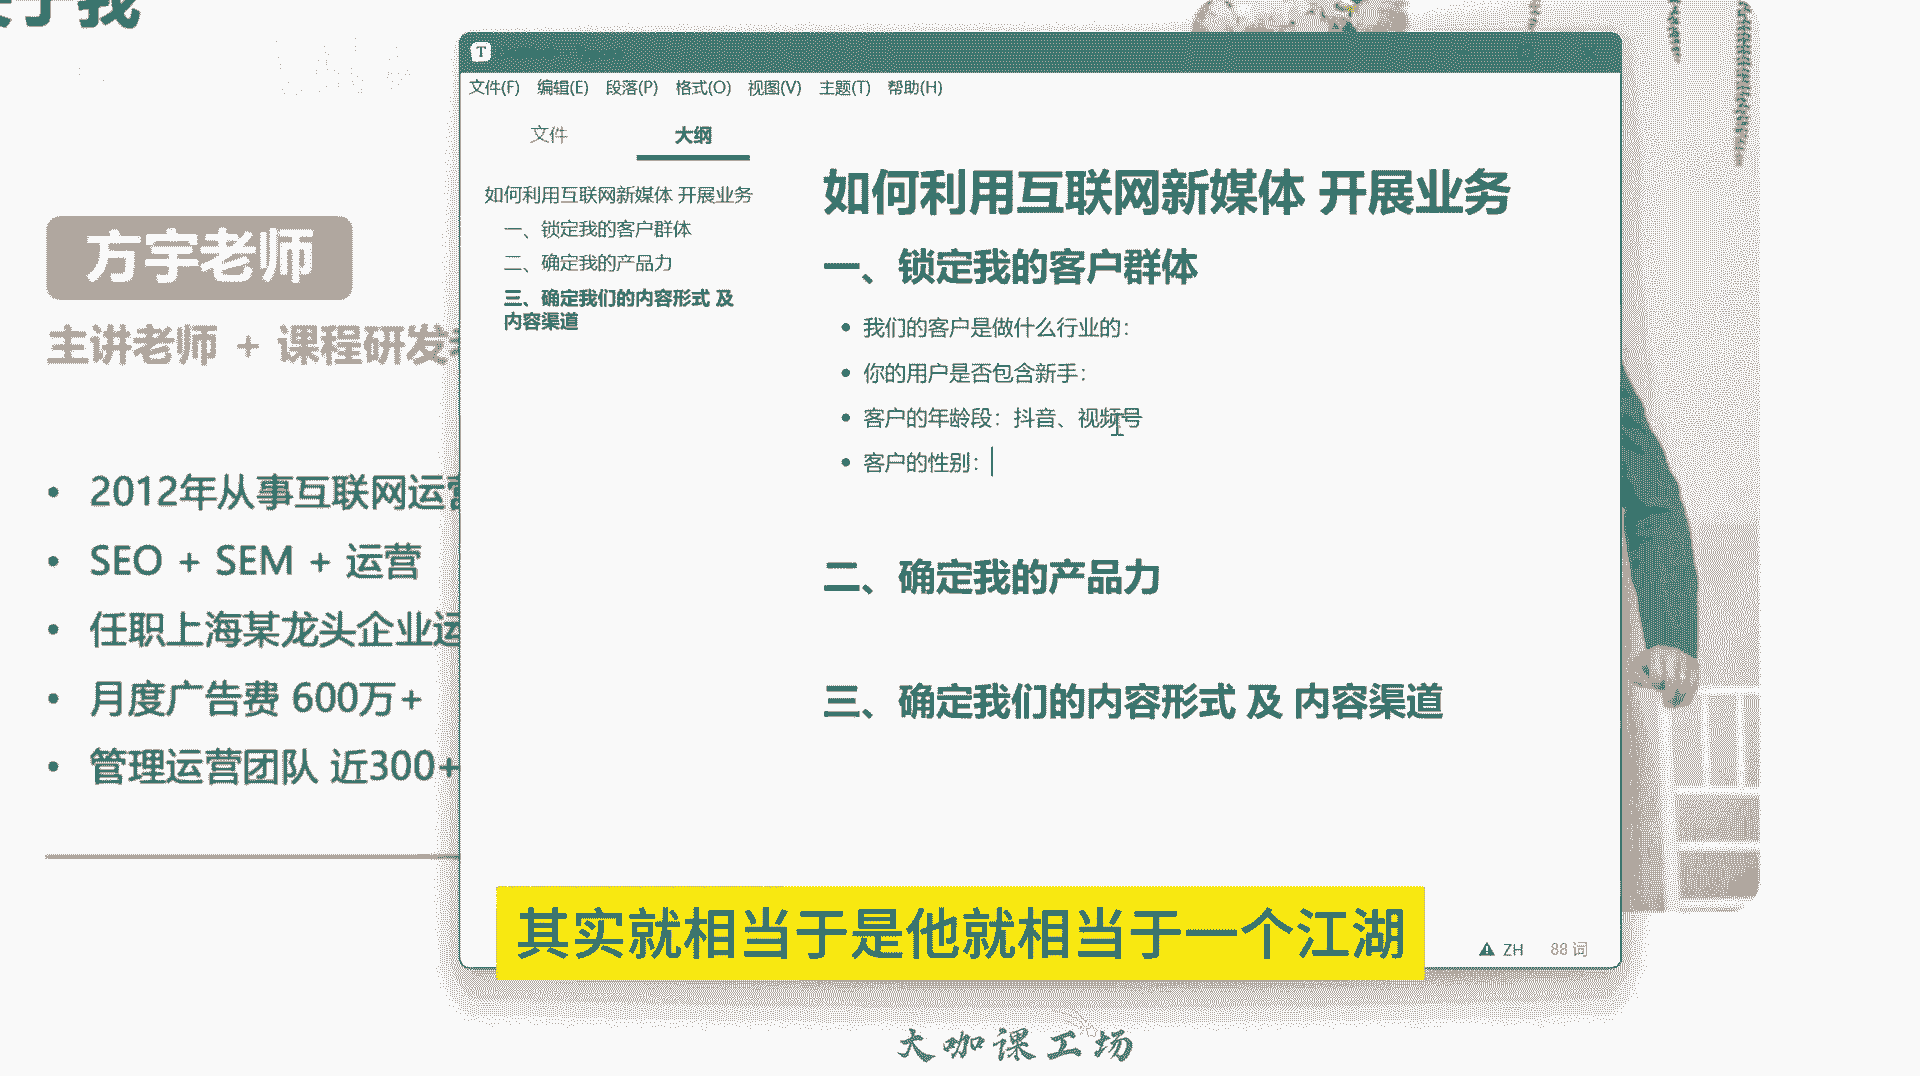 方宇老师
主讲老师 + 课程研发
2012年从事互联网运营
SEO + SEM + 运营
任职上海某龙头企业运
月度广告费 600万+
管理运营团队 近300+
T
文件(F) 编辑(E) 段落(P) 格式(O) 视图(V) 主题(T) 帮助(H)
文件 大纲
如何利用互联网新媒体 开展业务
一、锁定我的客户群体
二、确定我的产品力
三、确定我们的内容形式 及
内容渠道
如何利用互联网新媒体 开展业务
一、锁定我的客户群体
我们的客户是做什么行业的：
你的用户是否包含新手：
客户的年龄段：抖音、视频号
客户的性别：
二、确定我的产品力
三、确定我们的内容形式 及 内容渠道
其实就相当于是他就相当于一个江湖
ZH 88 词
大咖课工场